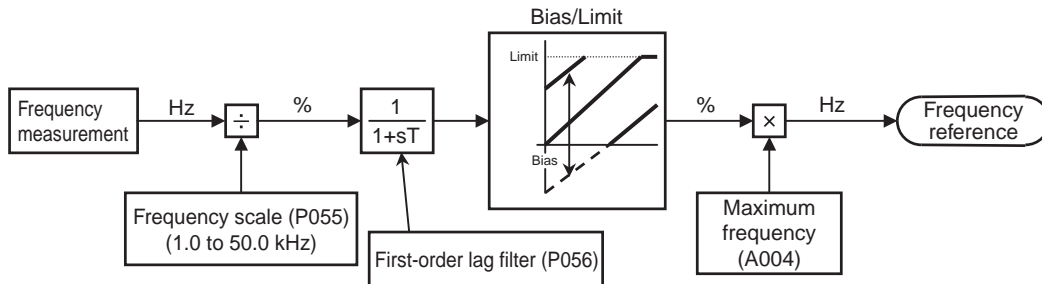 Bias/Limit
Limit
Bias
Frequency
measurement
Hz
÷
%
1
1+sT
%
×
Hz
Frequency
reference
Frequency scale (P055)
(1.0 to 50.0 kHz)
First-order lag filter (P056)
Maximum
frequency
(A004)